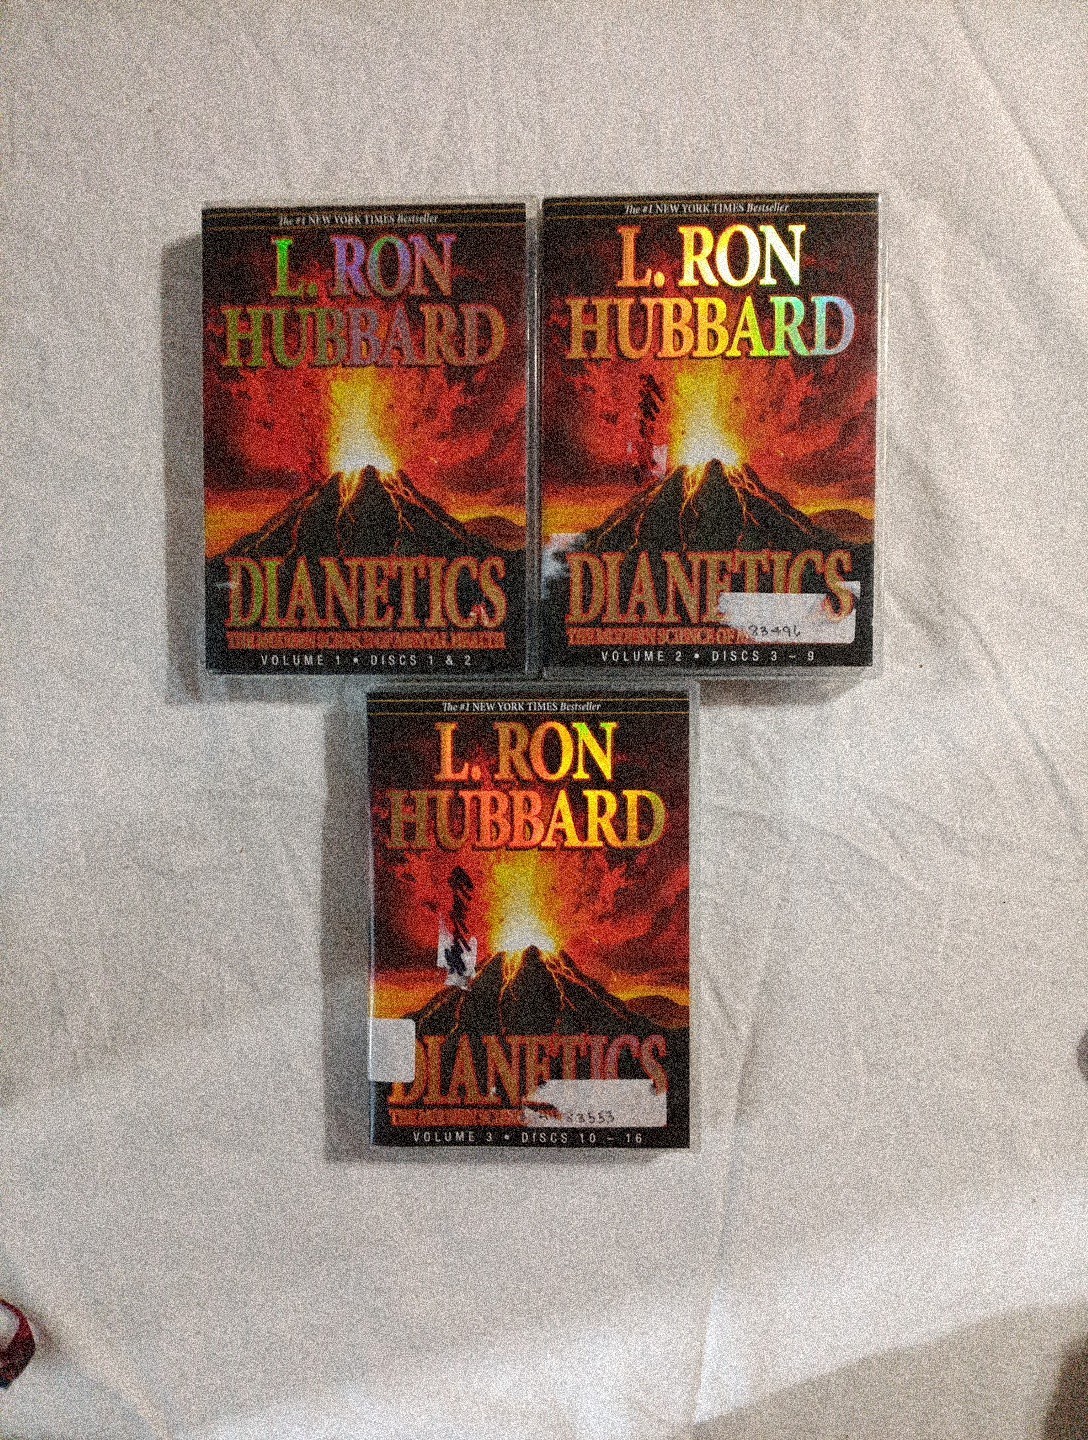 The #1 NEW YORK TIMES Bestseller
L. RON
HUBBARD
DIANETICS
VOLUME 1 • DISCS 1 & 2
The #1 NEW YORK TIMES Bestseller
L. RON
HUBBARD
DIANETICS
THE MODERN SCIENCE OF
83496
VOLUME 2 • DISCS 3 – 9
The #1 NEW YORK TIMES Bestseller
L. RON
HUBBARD
DIANETICS
83553
VOLUME 3 • DISCS 10 – 16